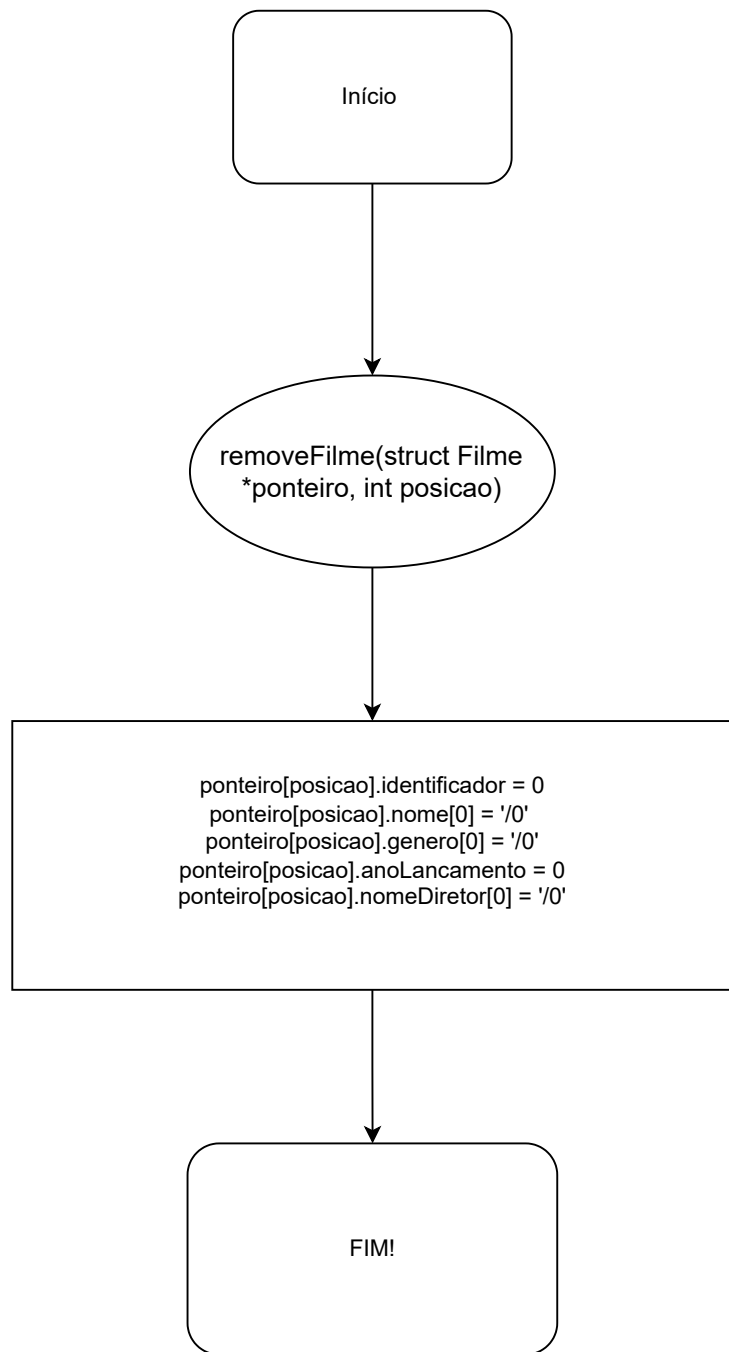 Início
removeFilme(struct Filme
*ponteiro, int posicao)
ponteiro[posicao].identificador = 0
ponteiro[posicao].nome[0] = '/0'
ponteiro[posicao].genero[0] = '/0'
ponteiro[posicao].anoLancamento = 0
ponteiro[posicao].nomeDiretor[0] = '/0'
FIM!